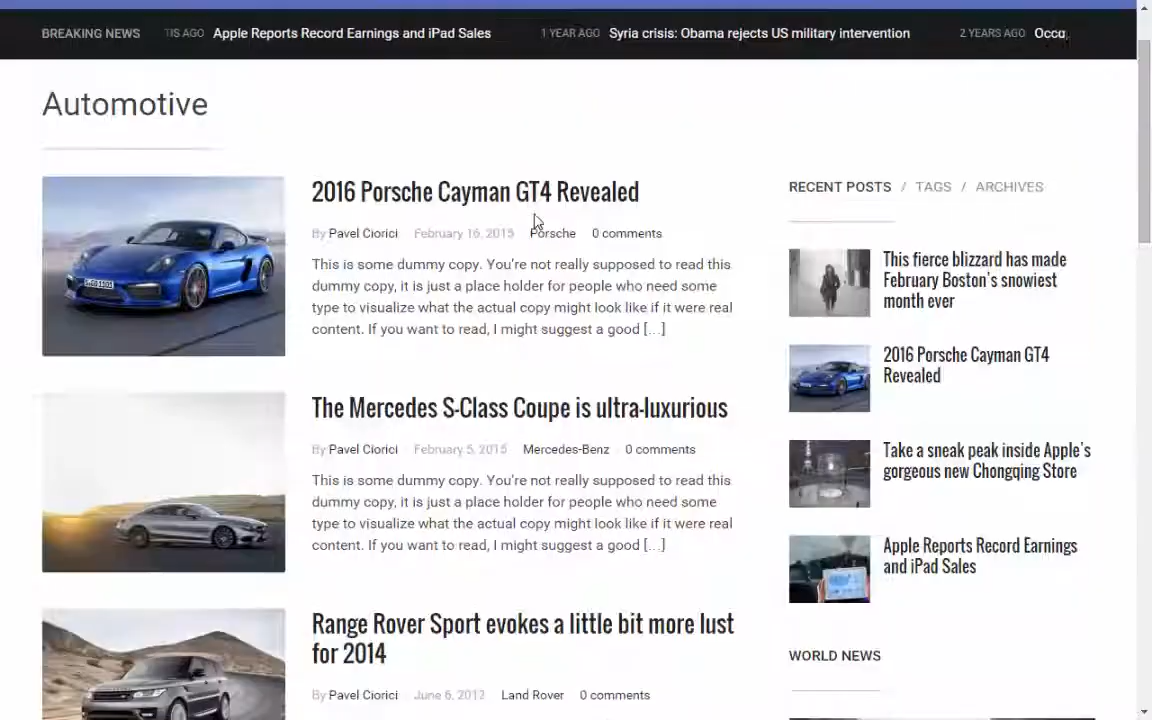 BREAKING NEWS
Apple Reports Record Earnings and iPad Sales
1 YEAR AGO Syria crisis: Obama rejects US military intervention
2 YEARS AGO
Automotive
2016 Porsche Cayman GT4 Revealed
By Pavel Ciorici February 16, 2015 Porsche 0 comments
This is some dummy copy. You're not really supposed to read this
dummy copy, it is just a place holder for people who need some
type to visualize what the actual copy might look like if it were real
content. If you want to read, I might suggest a good [...]
The Mercedes S-Class Coupe is ultra-luxurious
By Pavel Ciorici February 5, 2015 Mercedes-Benz 0 comments
This is some dummy copy. You're not really supposed to read this
dummy copy, it is just a place holder for people who need some
type to visualize what the actual copy might look like if it were real
content. If you want to read, I might suggest a good [...]
Range Rover Sport evokes a little bit more lust
for 2014
By Pavel Ciorici June 6, 2012 Land Rover 0 comments
RECENT POSTS / TAGS / ARCHIVES
This fierce blizzard has made
February Boston's snowiest
month ever
2016 Porsche Cayman GT4
Revealed
Take a sneak peak inside Apple's
gorgeous new Chongqing Store
Apple Reports Record Earnings
and iPad Sales
WORLD NEWS